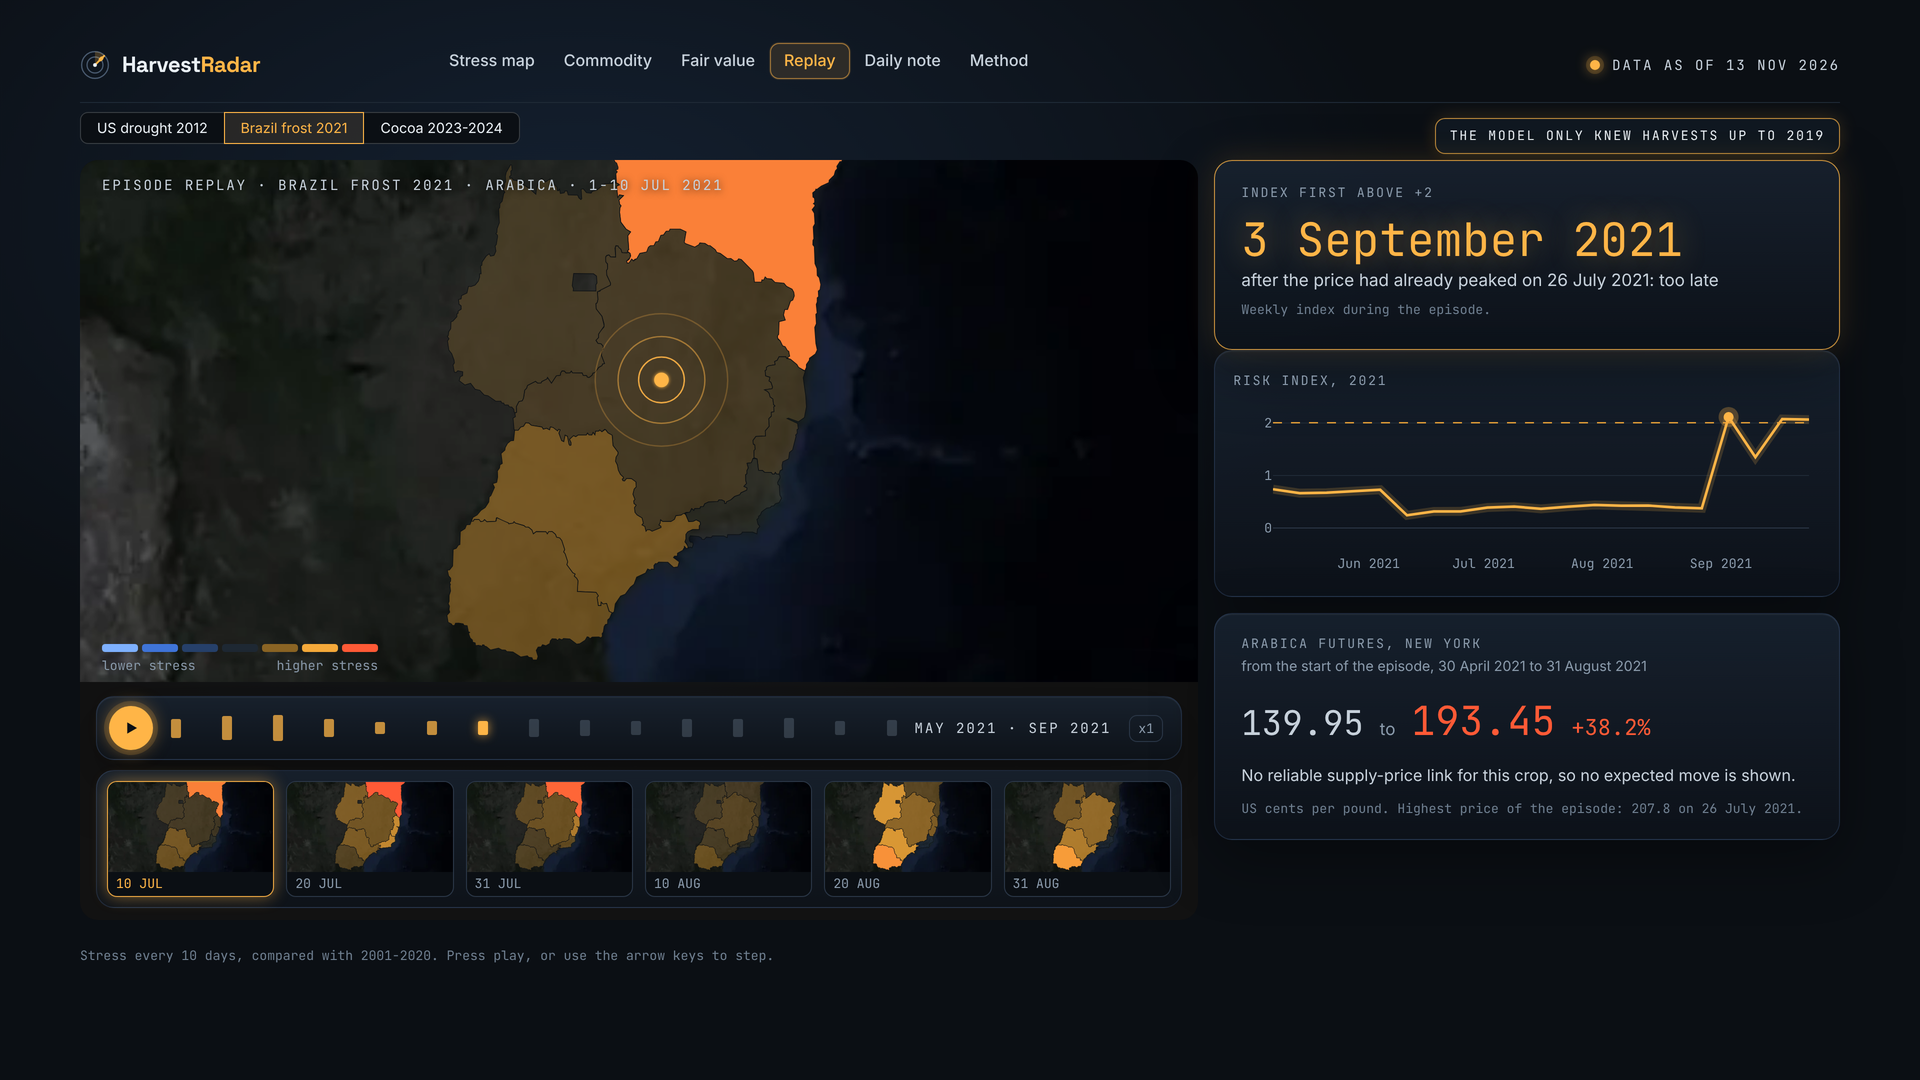 HarvestRadar
Stress map
Commodity
Fair value
Replay
Daily note
Method
DATA AS OF 13 NOV 2026
US drought 2012
Brazil frost 2021
Cocoa 2023-2024
THE MODEL ONLY KNEW HARVESTS UP TO 2019
EPISODE REPLAY · BRAZIL FROST 2021 · ARABICA · 1-10 JUL 2021
lower stress
higher stress
MAY 2021 · SEP 2021
x1
10 JUL
20 JUL
31 JUL
10 AUG
20 AUG
31 AUG
INDEX FIRST ABOVE +2
3 September 2021
after the price had already peaked on 26 July 2021: too late
Weekly index during the episode.
RISK INDEX, 2021
2
1
0
Jun 2021
Jul 2021
Aug 2021
Sep 2021
ARABICA FUTURES, NEW YORK
from the start of the episode, 30 April 2021 to 31 August 2021
139.95 to 193.45 +38.2%
No reliable supply-price link for this crop, so no expected move is shown.
US cents per pound. Highest price of the episode: 207.8 on 26 July 2021.
Stress every 10 days, compared with 2001-2020. Press play, or use the arrow keys to step.